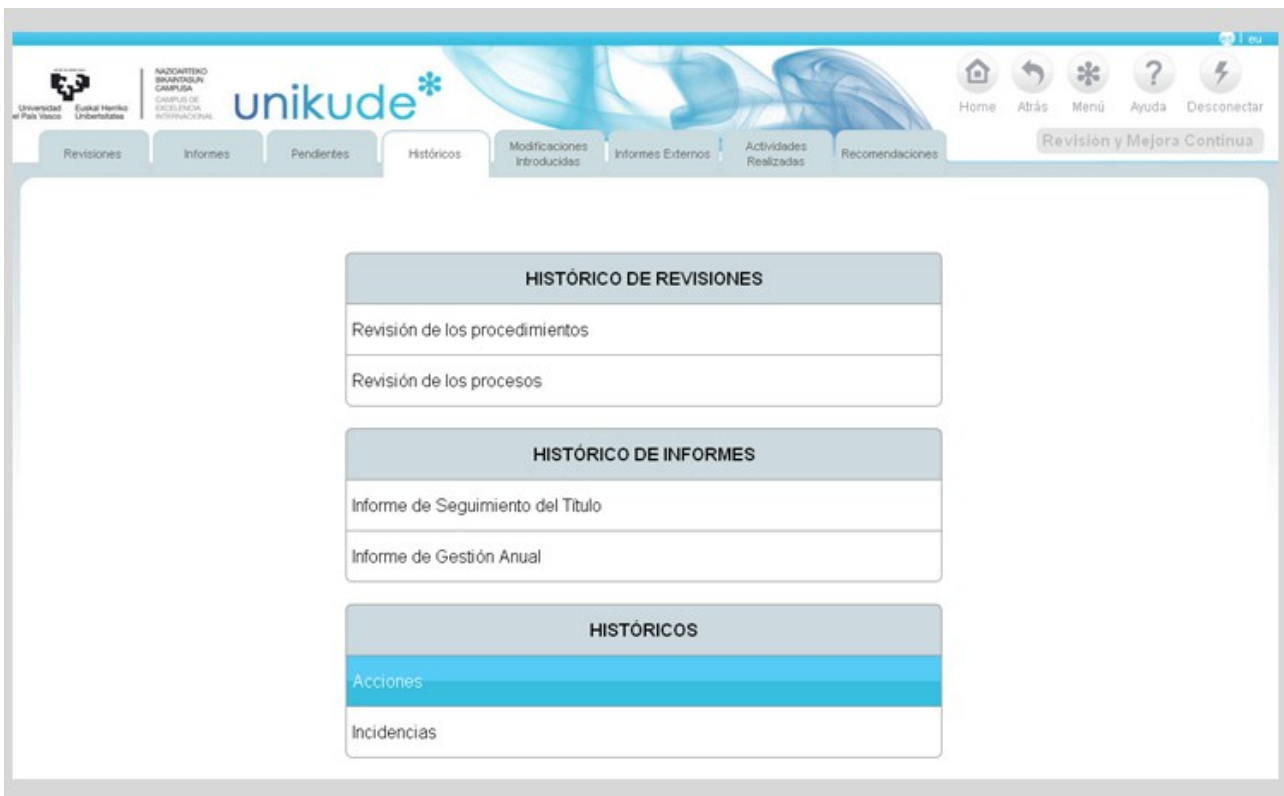 es | eu
Universidad
del País Vasco
Euskal Herriko
Unibertsitatea
NAZIOARTEKO
BIKAINTASUN
CAMPUSA
CAMPUS DE
EXCELENCIA
INTERNACIONAL
unikude*
Home
Atrás
Menú
?
Ayuda
Desconectar
Revisiones
Informes
Pendientes
Históricos
Modificaciones
Introducidas
Informes Externos
Actividades
Realizadas
Recomendaciones
Revisión y Mejora Continua
HISTÓRICO DE REVISIONES
Revisión de los procedimientos
Revisión de los procesos
HISTÓRICO DE INFORMES
Informe de Seguimiento del Título
Informe de Gestión Anual
HISTÓRICOS
Acciones
Incidencias